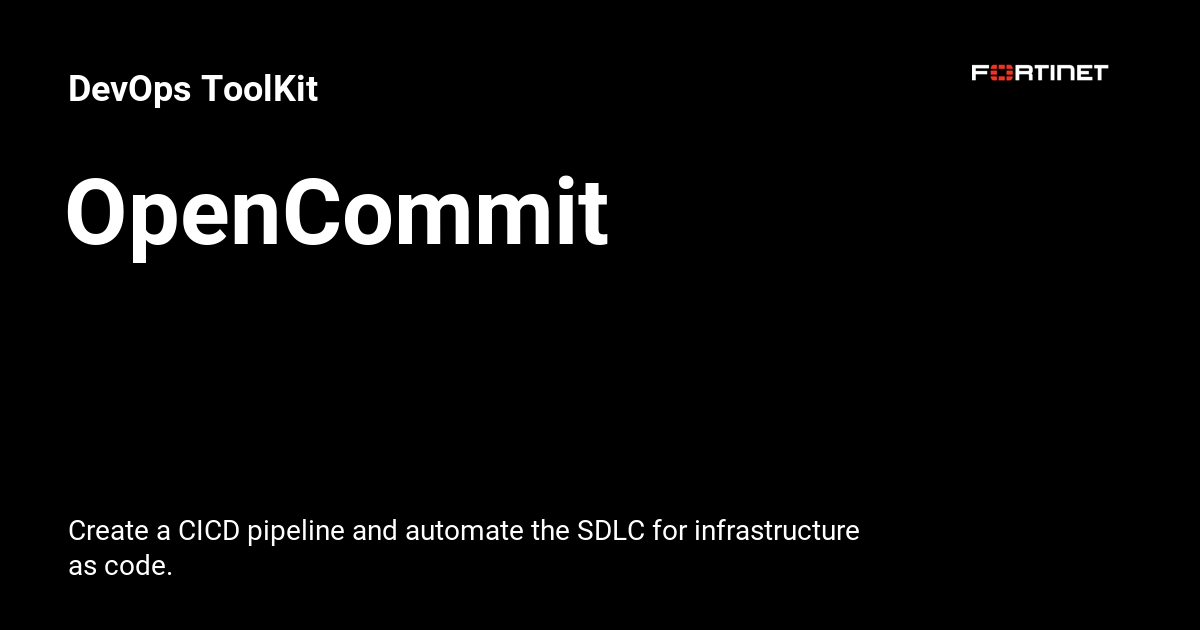 DevOps ToolKit
FORTINET
OpenCommit
Create a CICD pipeline and automate the SDLC for infrastructure
as code.